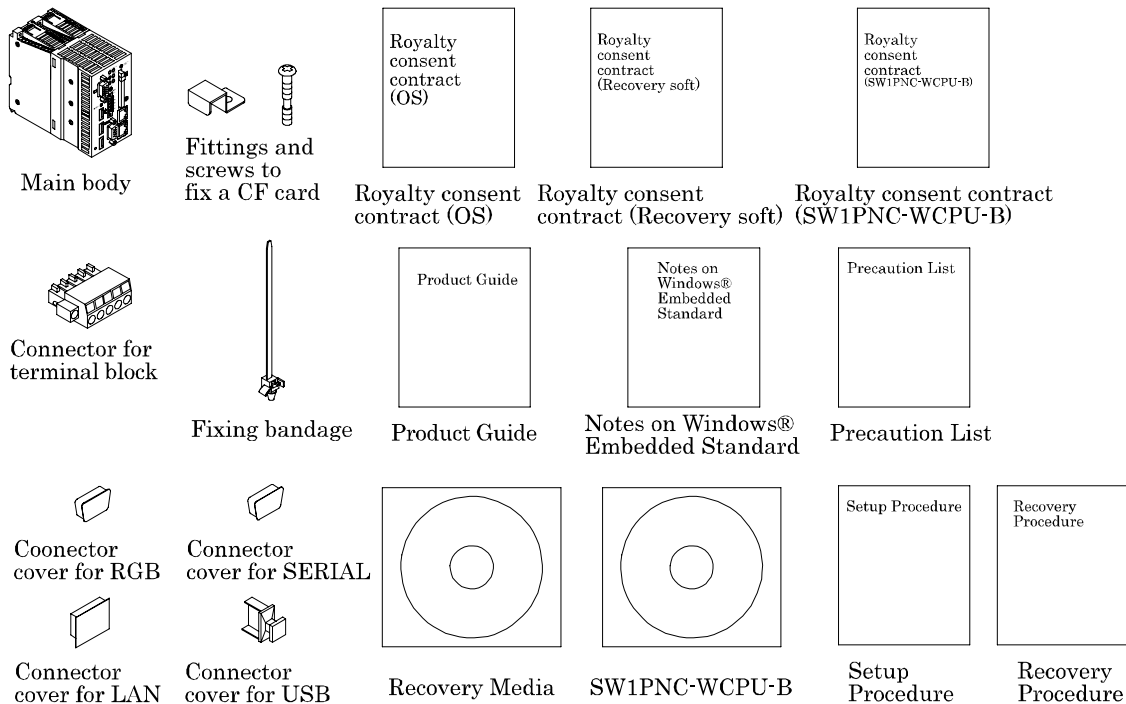 Main body
Fittings and
screws to
fix a CF card
Royalty
consent
contract
(OS)
Royalty consent
contract (OS)
Royalty
consent
contract
(Recovery soft)
Royalty consent
contract (Recovery soft)
Royalty
consent
contract
(SW1PNC-WCPU-B)
Royalty consent contract
(SW1PNC-WCPU-B)
Connector for
terminal block
Fixing bandage
Product Guide
Product Guide
Notes on
Windows®
Embedded
Standard
Notes on Windows®
Embedded Standard
Precaution List
Precaution List
Coonector
cover for RGB
Connector
cover for SERIAL
Connector
cover for LAN
Connector
cover for USB
Recovery Media
SW1PNC-WCPU-B
Setup Procedure
Setup
Procedure
Recovery
Procedure
Recovery
Procedure